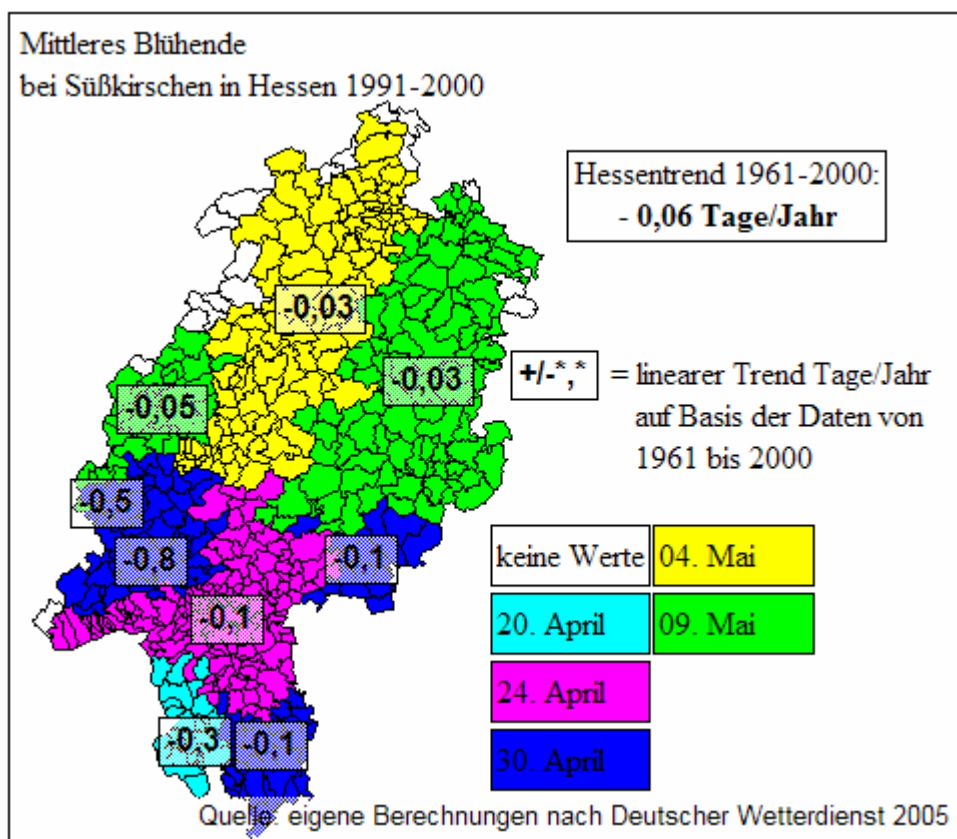 Mittleres Blühende
bei Süßkirschen in Hessen 1991-2000
Hessentrend 1961-2000:
- 0,06 Tage/Jahr
-0,03
-0,03
+/-*,* = linearer Trend Tage/Jahr
auf Basis der Daten von
1961 bis 2000
-0,05
-0,5
-0,8
-0,1
-0,1
-0,3
-0,1
keine Werte
04. Mai
20. April
09. Mai
24. April
30. April
Quelle: eigene Berechnungen nach Deutscher Wetterdienst 2005